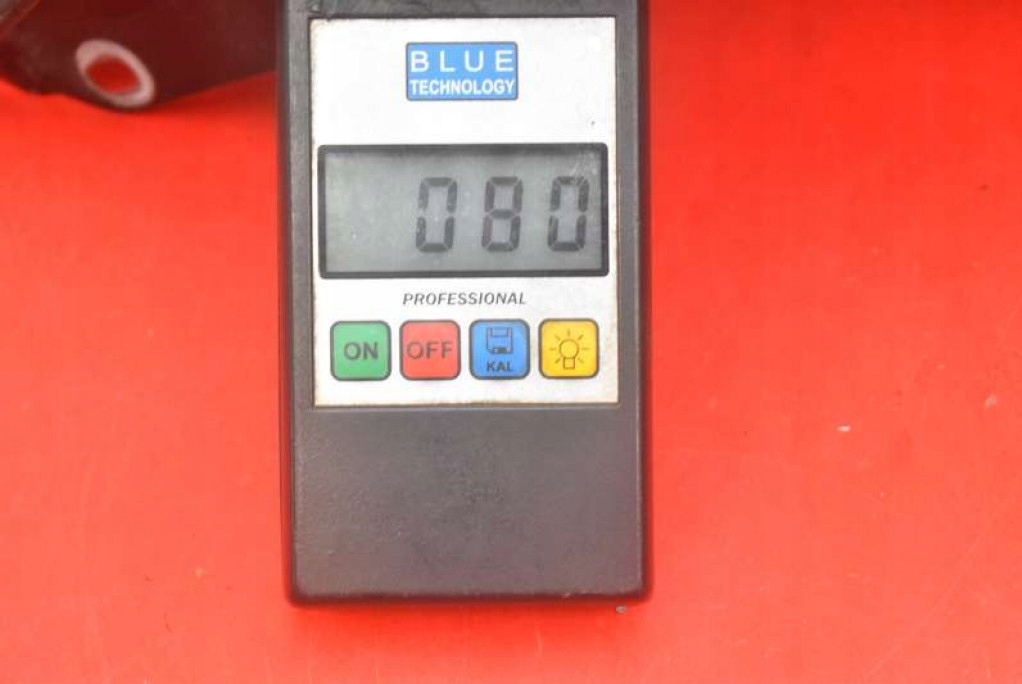 BLUE
TECHNOLOGY
080
PROFESSIONAL
ON OFF KAL